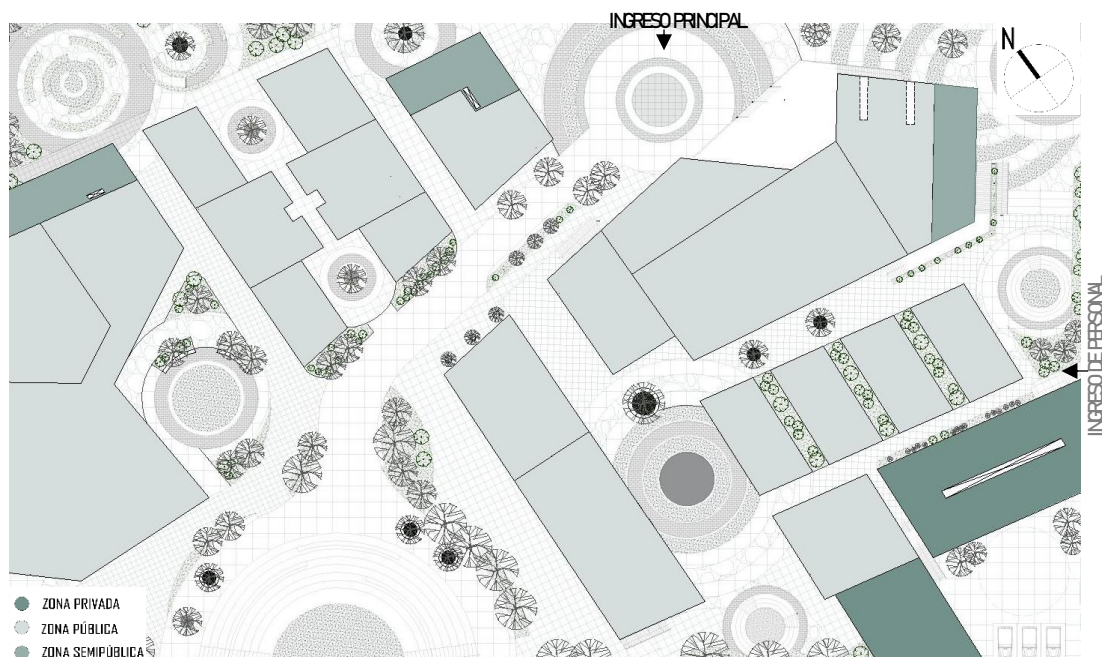 INGRESO PRINCIPAL
N
INGRESO DE PERSONAL
ZONA PRIVADA
ZONA PÚBLICA
ZONA SEMIPÚBLICA